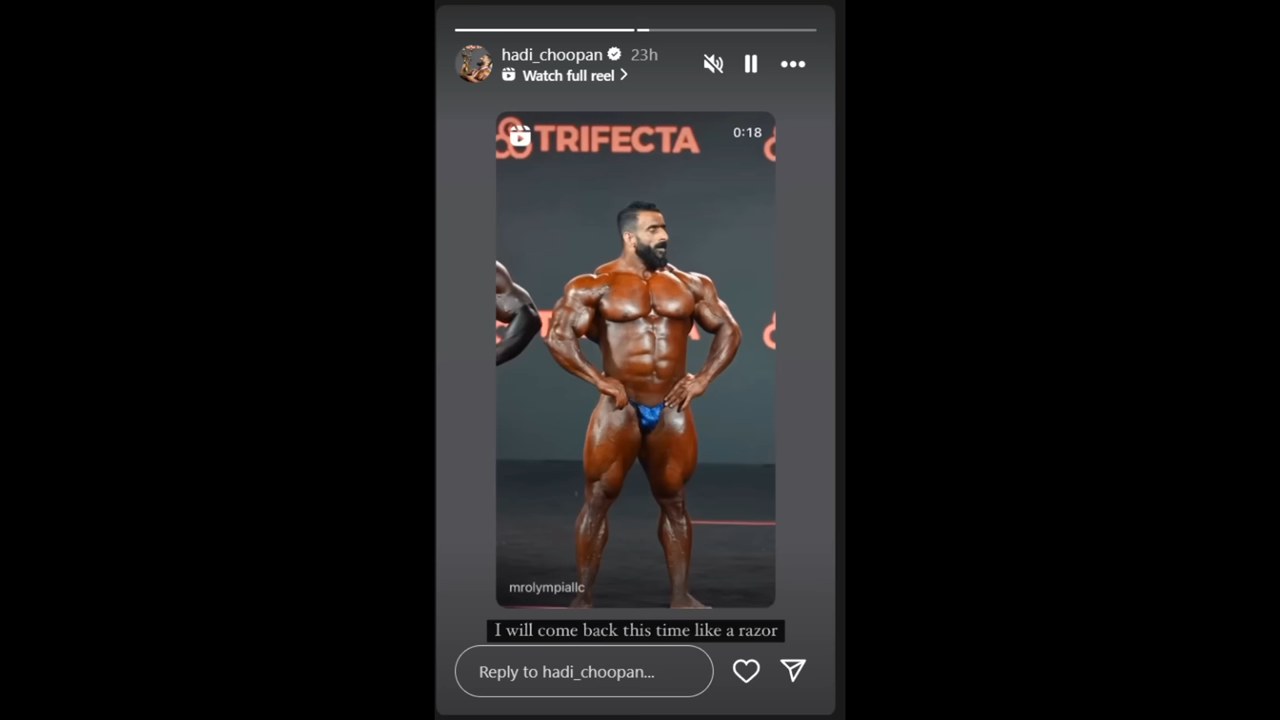 hadi_choopan 23h
Watch full reel
TRIFECTA
0:18
mrolympiallc
I will come back this time like a razor
Reply to hadi_choopan...